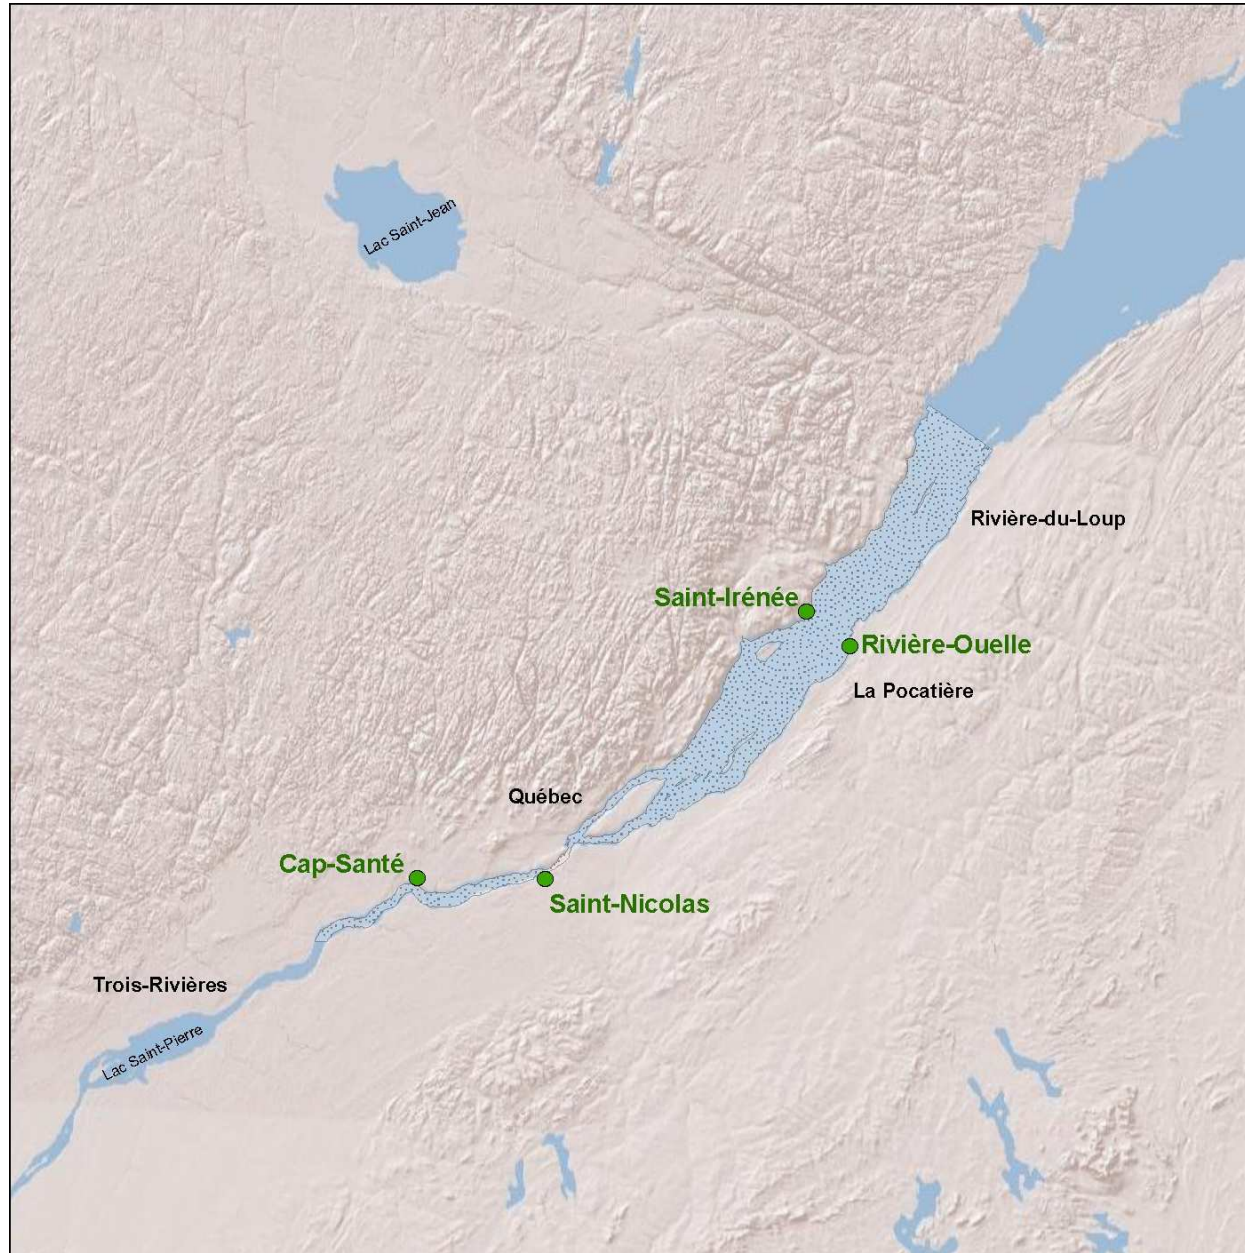 Lac Saint-Jean
Rivière-du-Loup
Saint-Irénée
Rivière-Ouelle
La Pocatière
Québec
Cap-Santé
Saint-Nicolas
Trois-Rivières
Lac Saint-Pierre